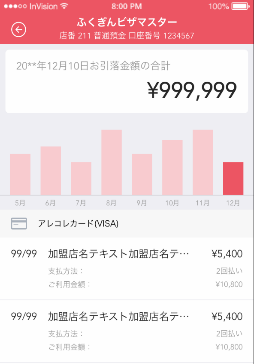 InVision 8:00 PM 100%
ふくぎんビザマスター
店番 211 普通預金 口座番号 1234567
20**年12月10日お引落金額の合計
¥999,999
5月 6月 7月 8月 9月 10月 11月 12月
アレコレカード(VISA)
99/99 加盟店名テキスト加盟店名テ… ¥5,400
支払方法： 2回払い
ご利用金額： ¥10,800
99/99 加盟店名テキスト加盟店名テ… ¥5,400
支払方法： 2回払い
ご利用金額： ¥10,800